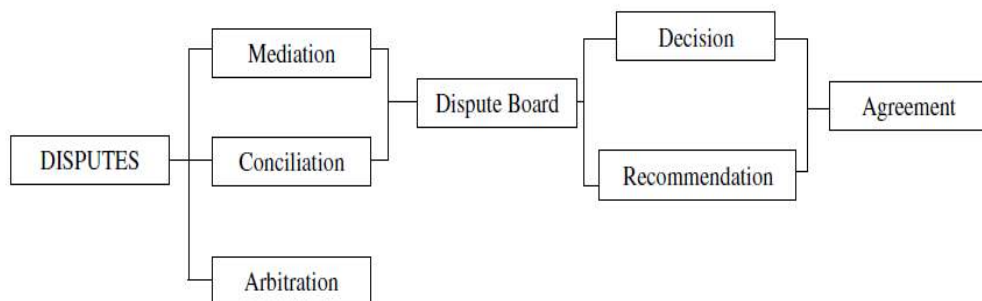 DISPUTES
Mediation
Conciliation
Arbitration
Dispute Board
Decision
Recommendation
Agreement